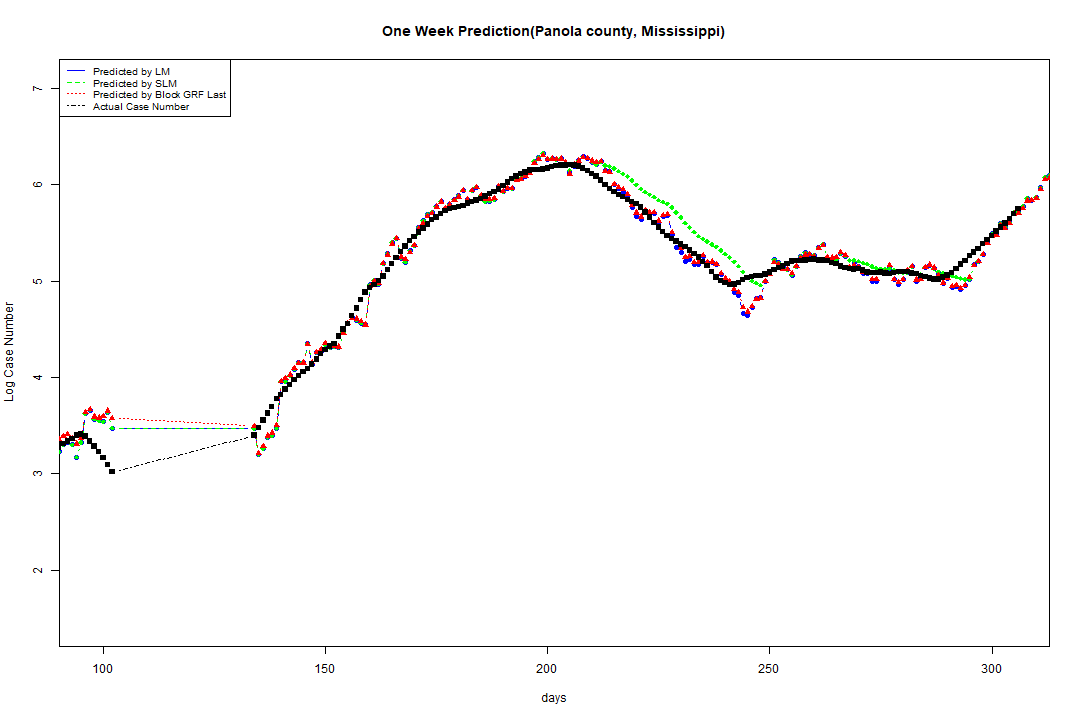 One Week Prediction(Panola county, Mississippi)
Predicted by LM
Predicted by SLM
Predicted by Block GRF Last
Actual Case Number
7
6
5
4
3
2
Log Case Number
100 150 200 250 300
days